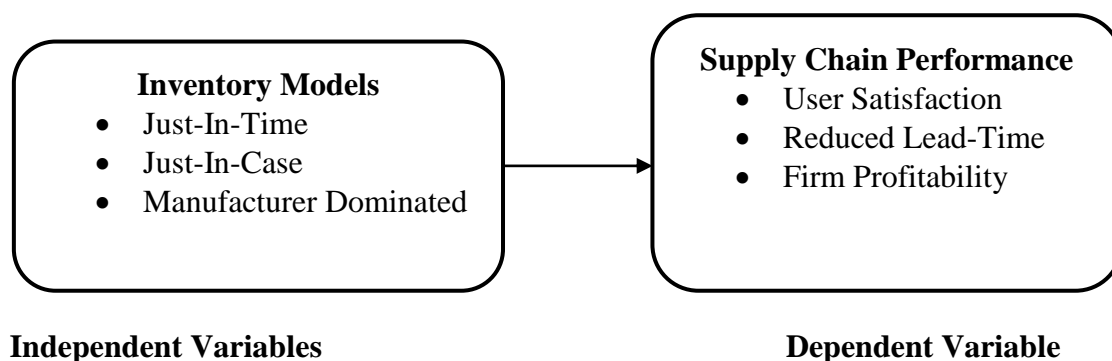 Inventory Models
• Just-In-Time
• Just-In-Case
• Manufacturer Dominated
Supply Chain Performance
• User Satisfaction
• Reduced Lead-Time
• Firm Profitability
Independent Variables
Dependent Variable